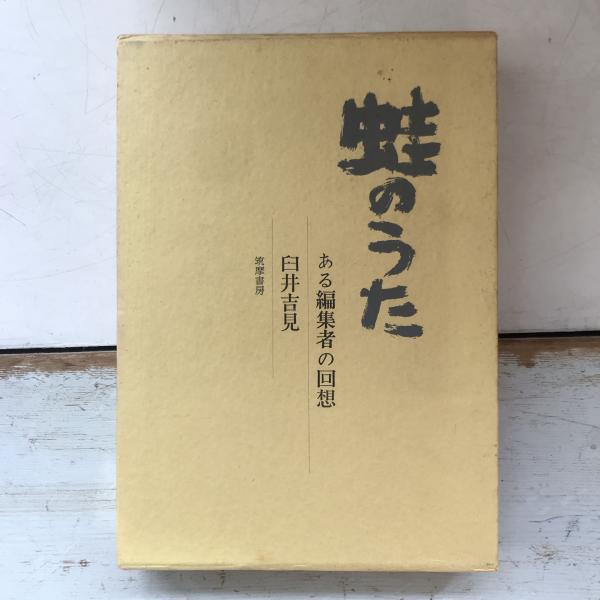 蛙のうた
ある編集者の回想
臼井吉見
筑摩書房